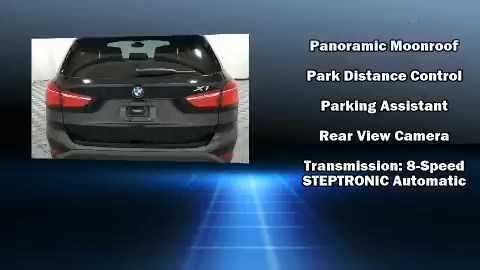 Panoramic Moonroof
Park Distance Control
Parking Assistant
Rear View Camera
Transmission: 8-Speed
STEPTRONIC Automatic
X1